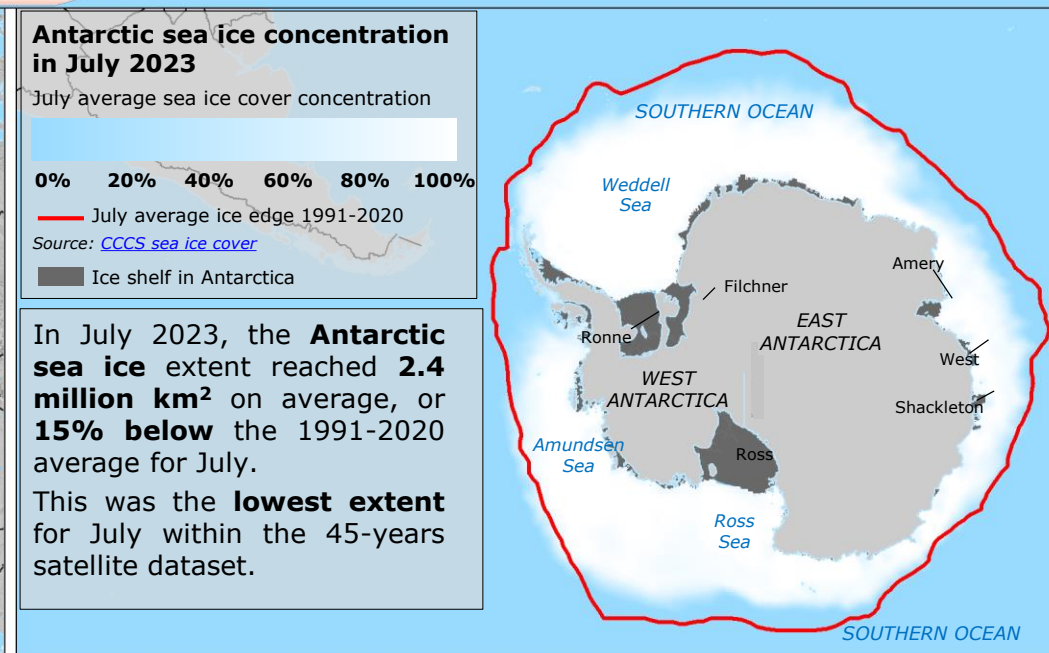 Antarctic sea ice concentration
in July 2023
July average sea ice cover concentration
0% 20% 40% 60% 80% 100%
July average ice edge 1991-2020
Source: CCCS sea ice cover
Ice shelf in Antarctica
In July 2023, the Antarctic
sea ice extent reached 2.4
million km² on average, or
15% below the 1991-2020
average for July.
This was the lowest extent
for July within the 45-years
satellite dataset.
SOUTHERN OCEAN
Weddell
Sea
Amery
Filchner
Ronne
EAST
ANTARCTICA
West
WEST
ANTARCTICA
Shackleton
Amundsen
Sea
Ross
Ross
Sea
SOUTHERN OCEAN